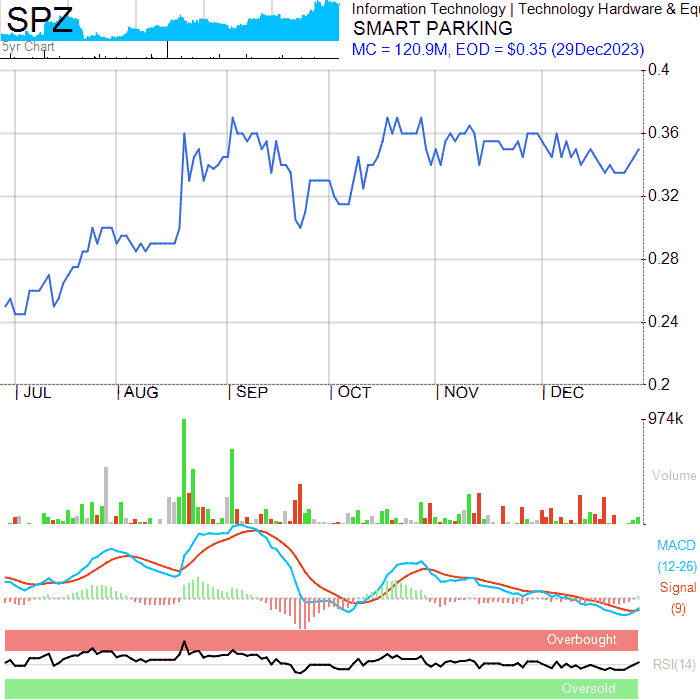 SPZ
5yr Chart
Information Technology | Technology Hardware & Equ
SMART PARKING
MC = 120.9M, EOD = $0.35 (29Dec2023)
0.4
0.36
0.32
0.28
0.24
0.2
JUL
AUG
SEP
OCT
NOV
DEC
974k
Volume
MACD
(12-26)
Signal
(9)
Overbought
RSI(14)
Oversold